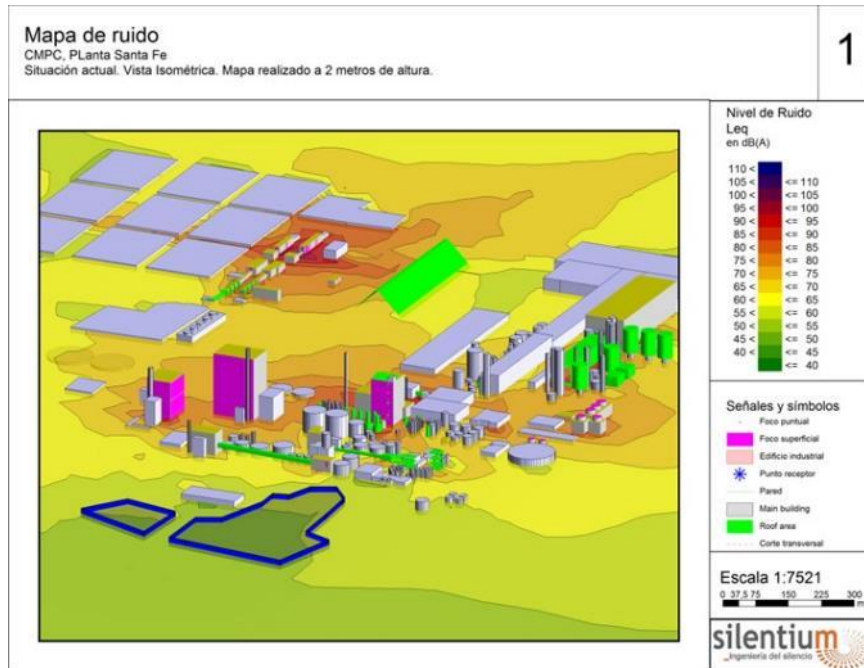 Mapa de ruido
CMPC, PLanta Santa Fe
Situación actual. Vista Isométrica. Mapa realizado a 2 metros de altura.
1
Nivel de Ruido
Leq
en dB(A)
110 <
105 < <= 110
100 < <= 105
95 < <= 100
90 < <= 95
85 < <= 90
80 < <= 85
75 < <= 80
70 < <= 75
65 < <= 70
60 < <= 65
55 < <= 60
50 < <= 55
45 < <= 50
40 < <= 45
<= 40
Señales y símbolos
Foco puntual
Foco superficial
Edificio industrial
Punto receptor
Pared
Main building
Roof area
Corte transversal
Escala 1:7521
0 37,5 75 150 225 300
m
silentium
_Ingeniería del silencio